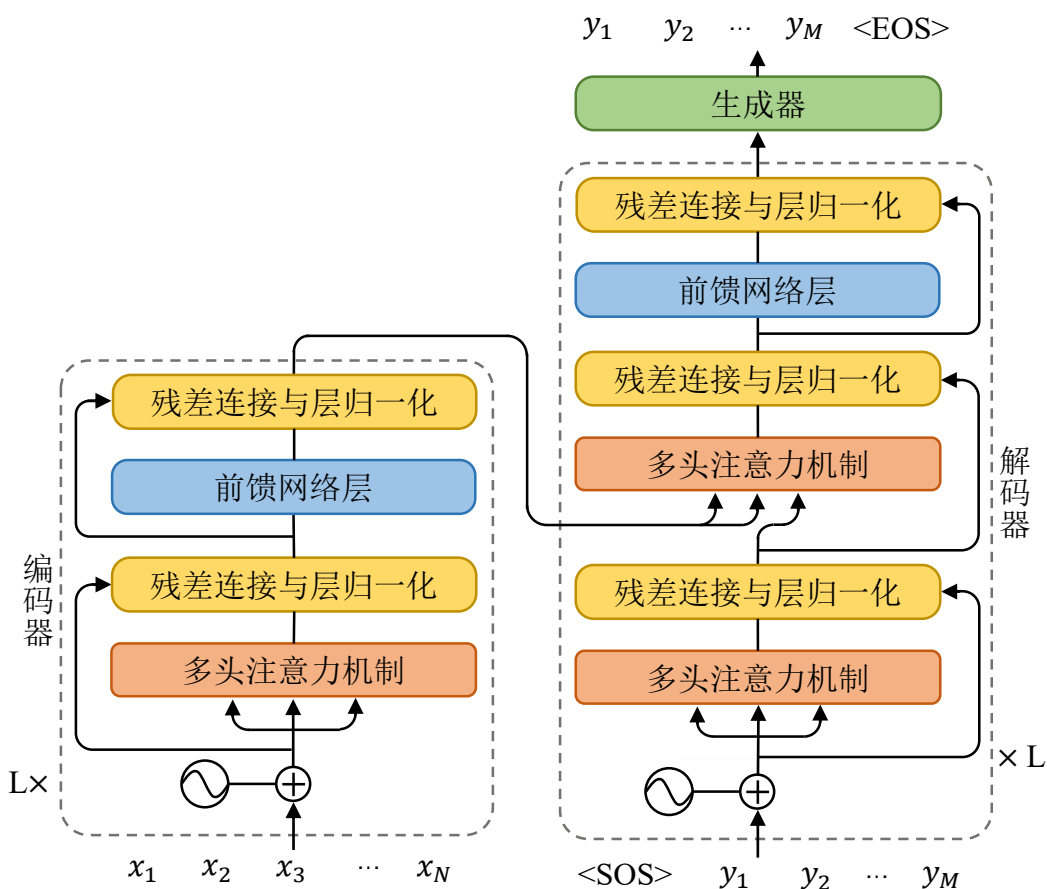 y₁ y₂ ⋯ y_M <EOS>
生成器
残差连接与层归一化
前馈网络层
残差连接与层归一化
多头注意力机制
残差连接与层归一化
多头注意力机制
解码器
× L
<SOS> y₁ y₂ ⋯ y_M
残差连接与层归一化
前馈网络层
残差连接与层归一化
多头注意力机制
编码器
L×
x₁ x₂ x₃ ⋯ x_N